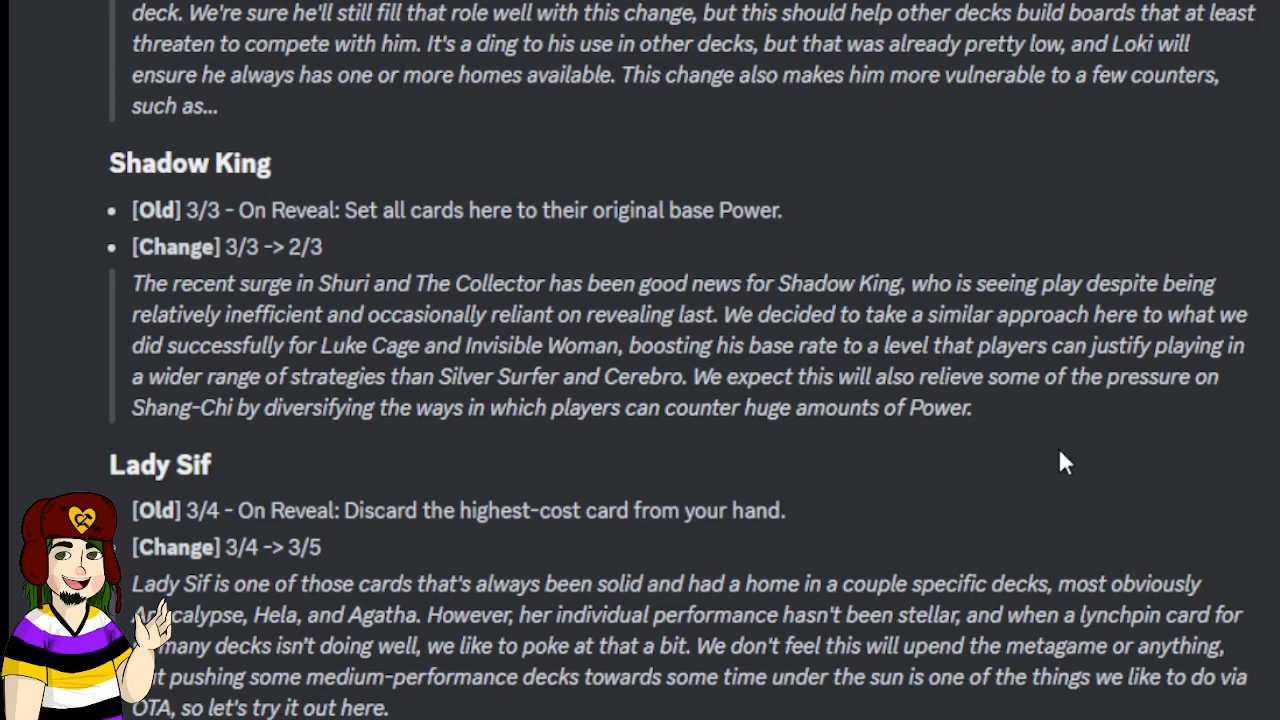 deck. We're sure he'll still fill that role well with this change, but this should help other decks build boards that at least
threaten to compete with him. It's a ding to his use in other decks, but that was already pretty low, and Loki will
ensure he always has one or more homes available. This change also makes him more vulnerable to a few counters,
such as...
Shadow King
• [Old] 3/3 - On Reveal: Set all cards here to their original base Power.
• [Change] 3/3 -> 2/3
The recent surge in Shuri and The Collector has been good news for Shadow King, who is seeing play despite being
relatively inefficient and occasionally reliant on revealing last. We decided to take a similar approach here to what we
did successfully for Luke Cage and Invisible Woman, boosting his base rate to a level that players can justify playing in
a wider range of strategies than Silver Surfer and Cerebro. We expect this will also relieve some of the pressure on
Shang-Chi by diversifying the ways in which players can counter huge amounts of Power.
Lady Sif
[Old] 3/4 - On Reveal: Discard the highest-cost card from your hand.
[Change] 3/4 -> 3/5
Lady Sif is one of those cards that's always been solid and had a home in a couple specific decks, most obviously
Apocalypse, Hela, and Agatha. However, her individual performance hasn't been stellar, and when a lynchpin card for
many decks isn't doing well, we like to poke at that a bit. We don't feel this will upend the metagame or anything,
pushing some medium-performance decks towards some time under the sun is one of the things we like to do via
OTA, so let's try it out here.